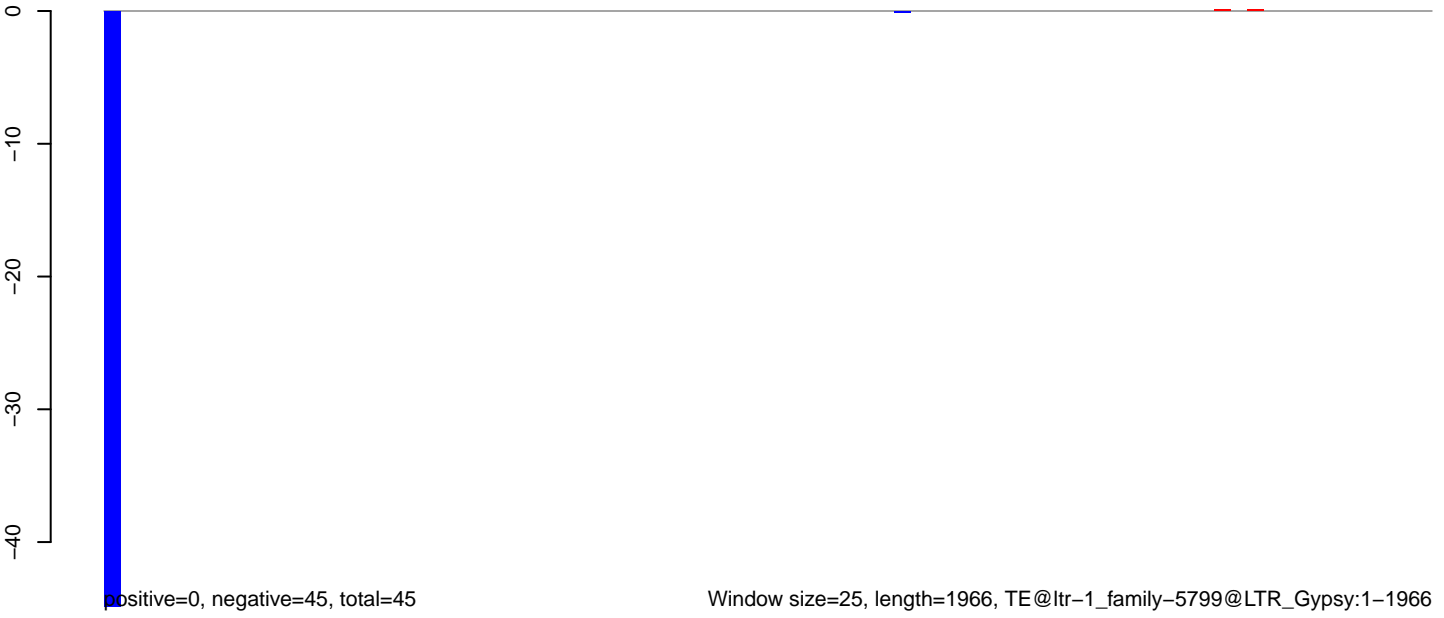 0
−10
−20
−30
−40
positive=0, negative=45, total=45
Window size=25, length=1966, TE@ltr−1_family−5799@LTR_Gypsy:1−1966